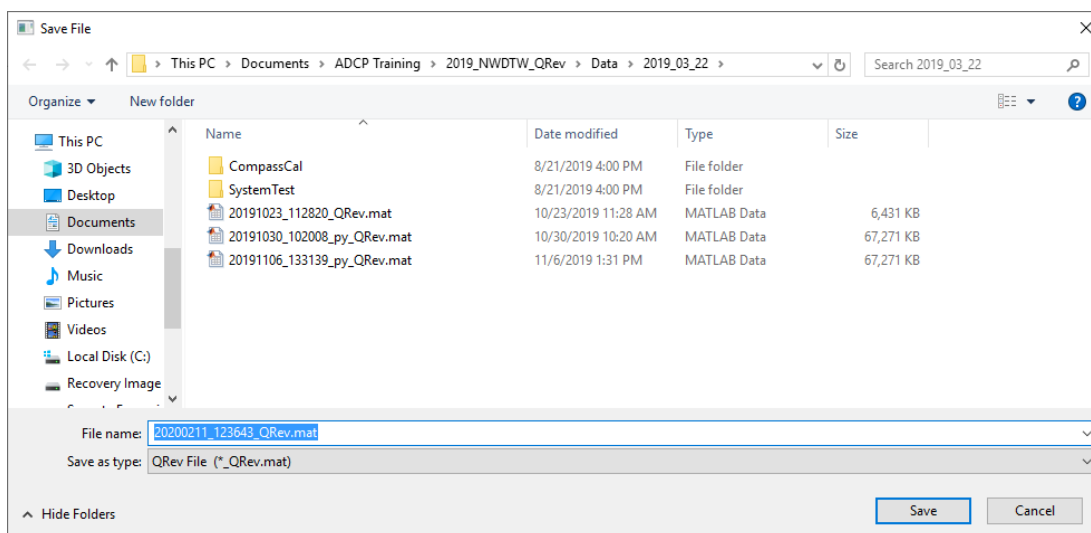 Save File
This PC > Documents > ADCP Training > 2019_NWDTW_QRev > Data > 2019_03_22 >
Search 2019_03_22
Organize
New folder
This PC
3D Objects
Desktop
Documents
Downloads
Music
Pictures
Videos
Local Disk (C:)
Recovery Image
Name Date modified Type Size
CompassCal 8/21/2019 4:00 PM File folder
SystemTest 8/21/2019 4:00 PM File folder
20191023_112820_QRev.mat 10/23/2019 11:28 AM MATLAB Data 6,431 KB
20191030_102008_py_QRev.mat 10/30/2019 10:20 AM MATLAB Data 67,271 KB
20191106_133139_py_QRev.mat 11/6/2019 1:31 PM MATLAB Data 67,271 KB
File name: 20200211_123643_QRev.mat
Save as type: QRev File (*_QRev.mat)
Hide Folders
Save
Cancel